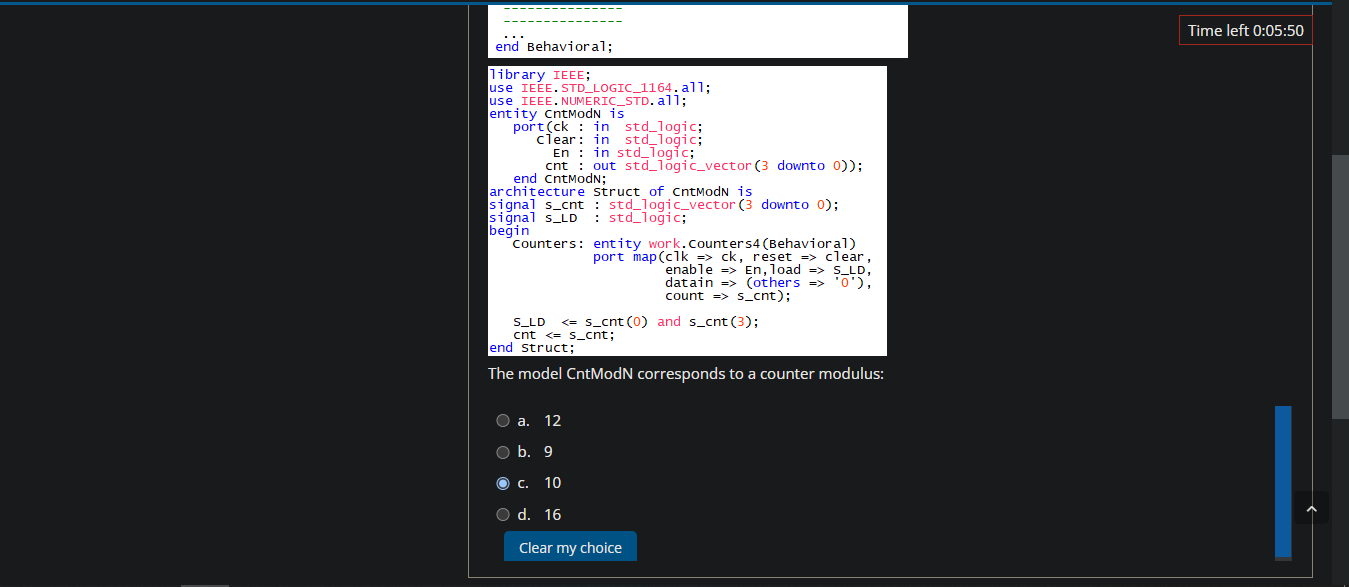 ---------------
---------------
...
end Behavioral;
Time left 0:05:50
library IEEE;
use IEEE.STD_LOGIC_1164.all;
use IEEE.NUMERIC_STD.all;
entity CntModN is
port(ck : in std_logic;
Clear: in std_logic;
En : in std_logic;
cnt : out std_logic_vector(3 downto 0));
end CntModN;
architecture Struct of CntModN is
signal s_cnt : std_logic_vector(3 downto 0);
signal s_LD : std_logic;
begin
Counters: entity work.Counters4(Behavioral)
port map(clk => ck, reset => clear,
enable => En,load => S_LD,
datain => (others => '0'),
count => s_cnt);
S_LD <= s_cnt(0) and s_cnt(3);
cnt <= s_cnt;
end Struct;
The model CntModN corresponds to a counter modulus:
a. 12
b. 9
c. 10
d. 16
Clear my choice